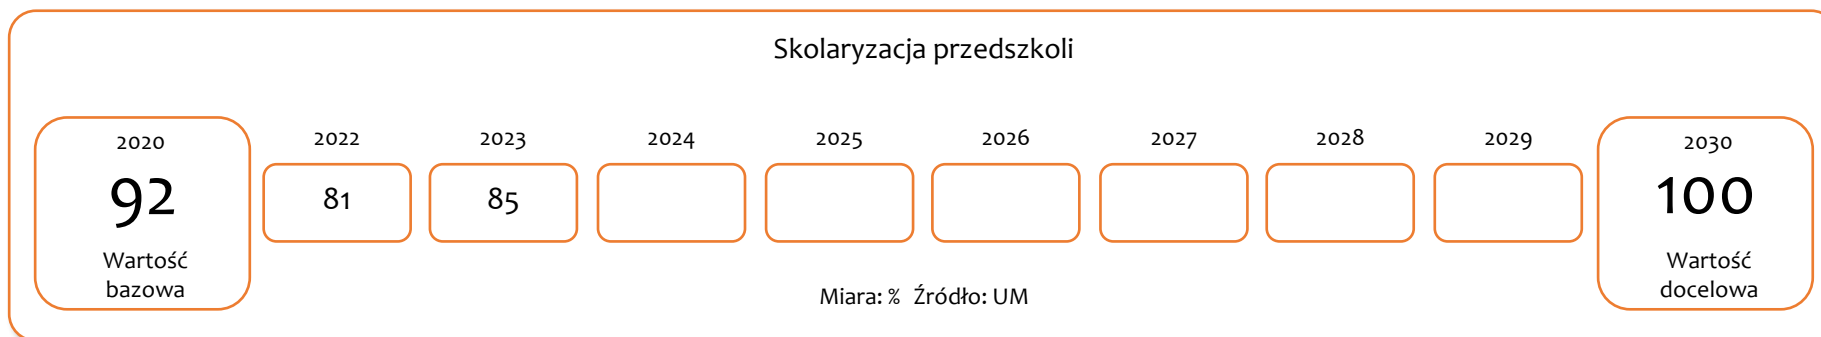 Skolaryzacja przedszkoli
2020 2022 2023 2024 2025 2026 2027 2028 2029 2030
92 81 85 100
Wartość
bazowa
Wartość
docelowa
Miara: % Źródło: UM